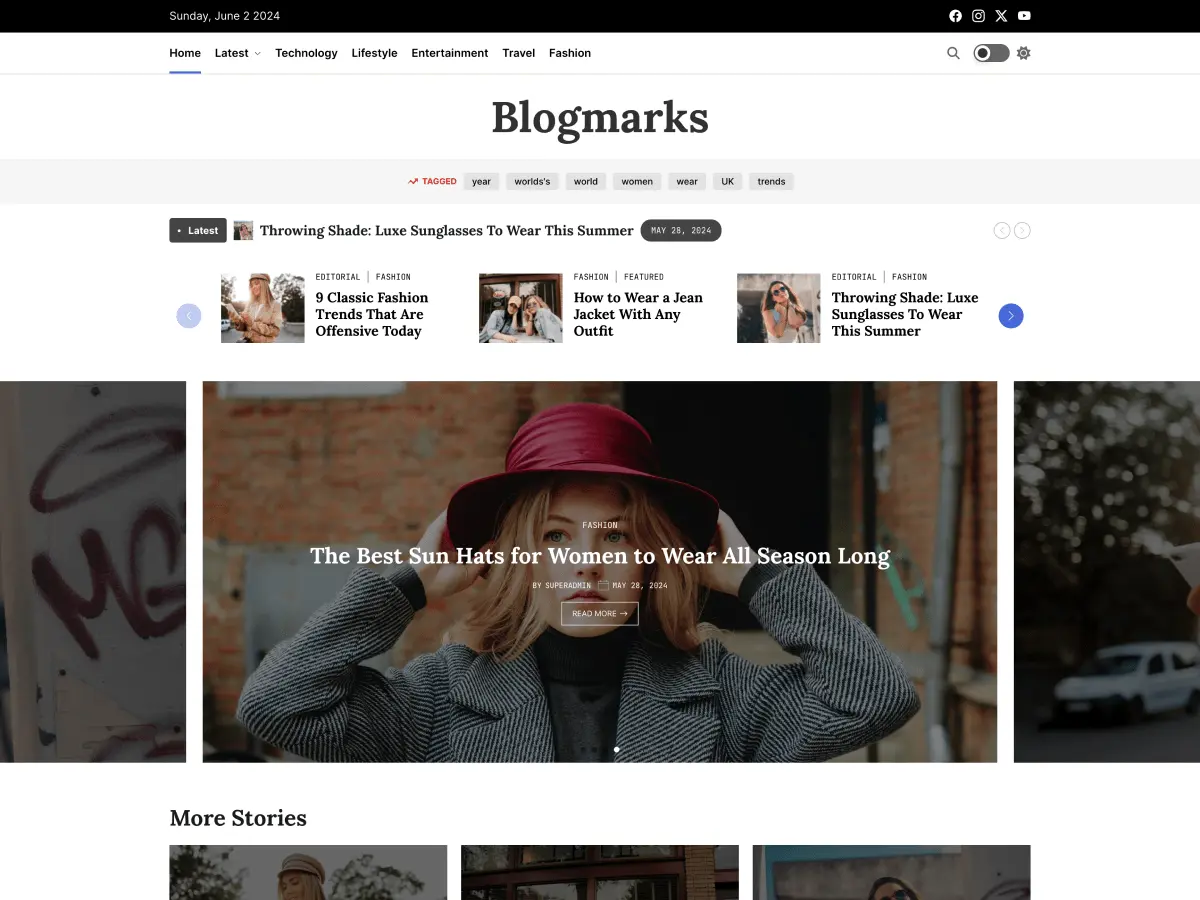 Sunday, June 2 2024
Home Latest Technology Lifestyle Entertainment Travel Fashion
Blogmarks
TAGGED year worlds's world women wear UK trends
• Latest Throwing Shade: Luxe Sunglasses To Wear This Summer MAY 28, 2024
EDITORIAL | FASHION
9 Classic Fashion
Trends That Are
Offensive Today
FASHION | FEATURED
How to Wear a Jean
Jacket With Any
Outfit
EDITORIAL | FASHION
Throwing Shade: Luxe
Sunglasses To Wear
This Summer
FASHION
The Best Sun Hats for Women to Wear All Season Long
BY SUPERADMIN MAY 28, 2024
READ MORE →
More Stories